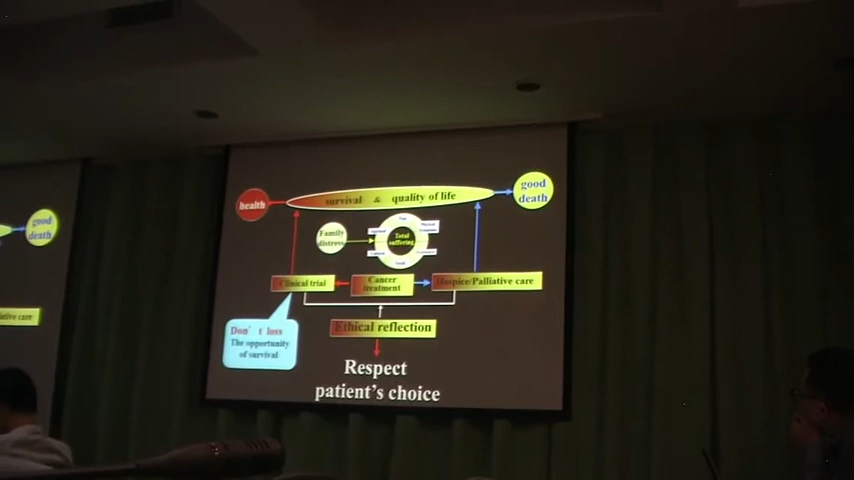 health
survival & quality of life
good
death
good
death
Family
distress
Total
suffering
Clinical trial
Cancer
treatment
Hospice/Palliative care
ative care
Don't loss
The opportunity
of survival
Ethical reflection
Respect
patient's choice